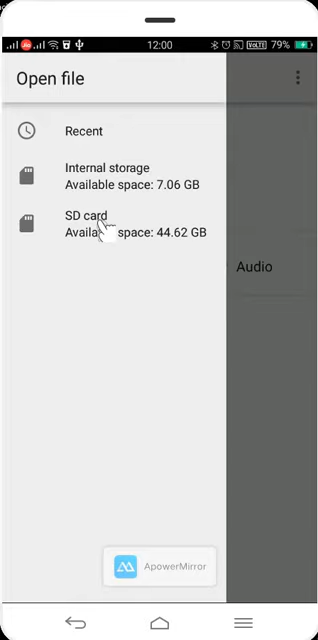 12:00
VoLTE
79%
Open file
Recent
Internal storage
Available space: 7.06 GB
SD card
space: 44.62 GB
Audio
ApowerMirror